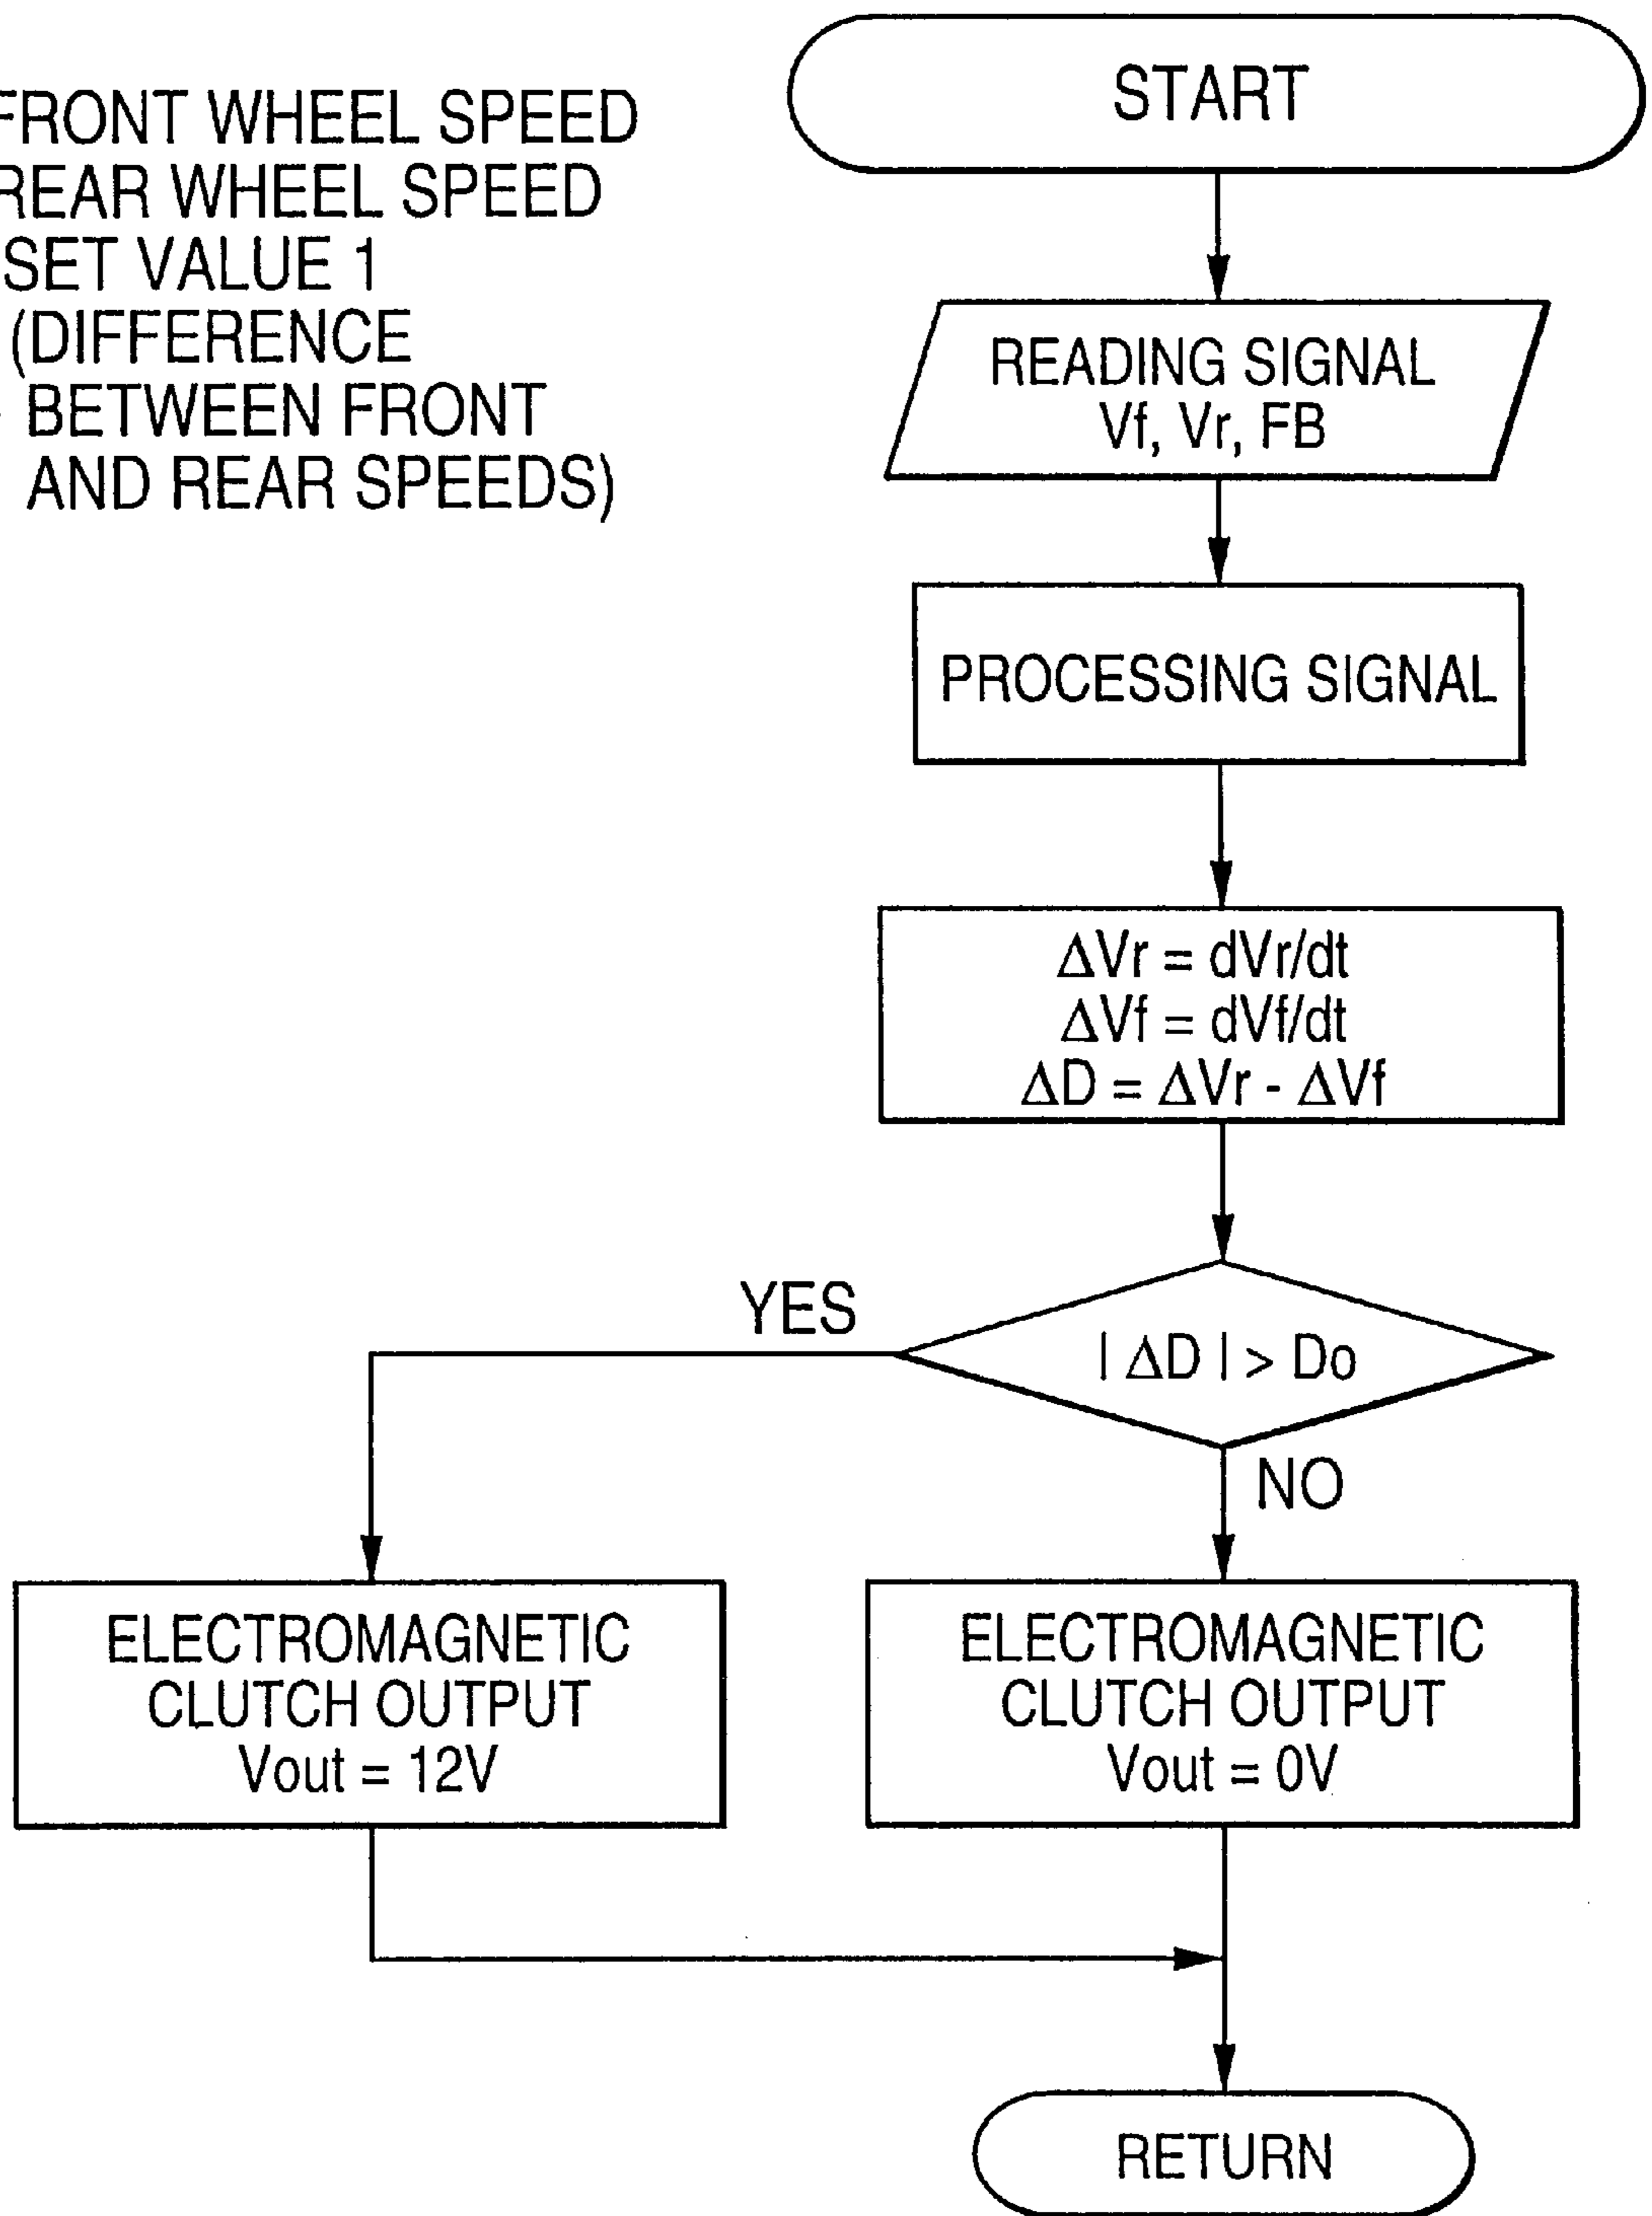 FRONT WHEEL SPEED
REAR WHEEL SPEED
SET VALUE 1
(DIFFERENCE
BETWEEN FRONT
AND REAR SPEEDS)
START
READING SIGNAL
Vf, Vr, FB
PROCESSING SIGNAL
ΔVr = dVr/dt
ΔVf = dVf/dt
ΔD = ΔVr - ΔVf
| ΔD | > Do
YES
NO
ELECTROMAGNETIC
CLUTCH OUTPUT
Vout = 12V
ELECTROMAGNETIC
CLUTCH OUTPUT
Vout = 0V
RETURN